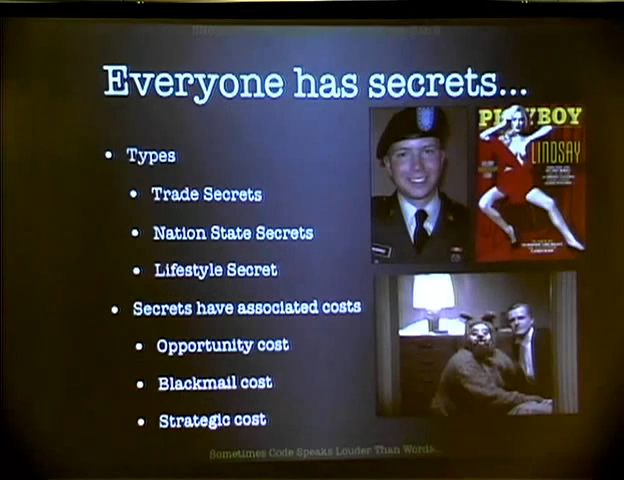 Everyone has secrets...
• Types
• Trade Secrets
• Nation State Secrets
• Lifestyle Secret
• Secrets have associated costs
• Opportunity cost
• Blackmail cost
• Strategic cost
PLAYBOY
LINDSAY
Sometimes Code Speaks Louder Than Words...